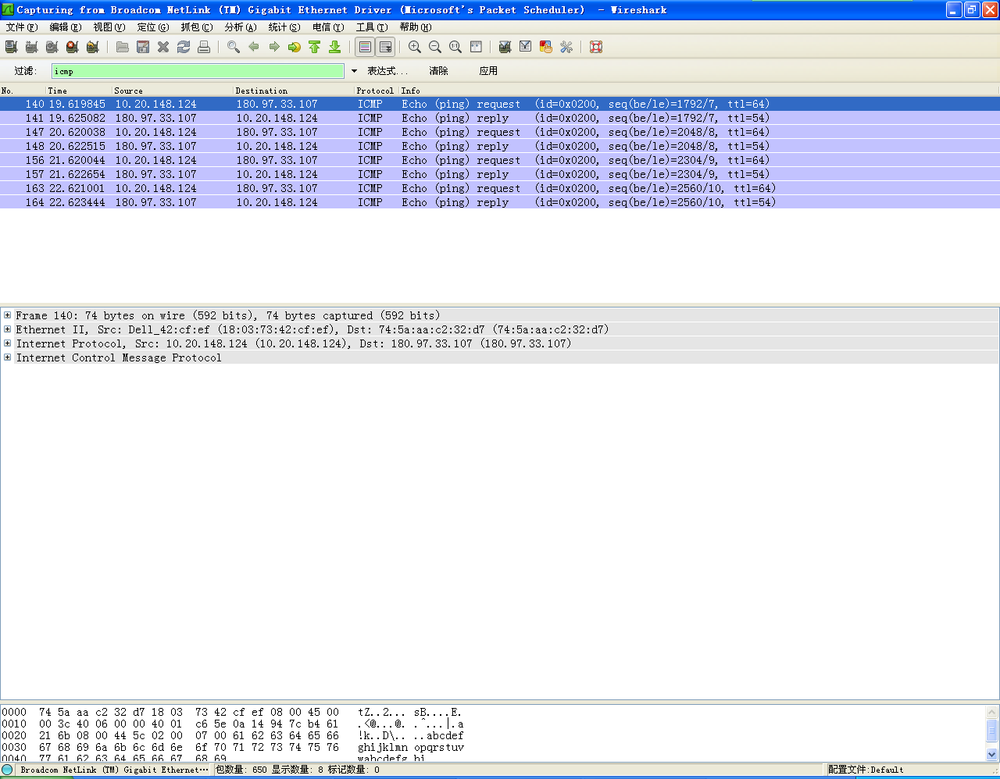 Capturing from Broadcom NetLink (TM) Gigabit Ethernet Driver (Microsoft's Packet Scheduler)  - Wireshark
文件(F) 编辑(E) 视图(V) 定位(G) 抓包(C) 分析(A) 统计(S) 电信(Y) 工具(T) 帮助(H)
过滤: icmp 表达式... 清除 应用
No. Time Source Destination Protocol Info
140 19.619845 10.20.148.124 180.97.33.107 ICMP Echo (ping) request (id=0x0200, seq(be/le)=1792/7, ttl=64)
141 19.625082 180.97.33.107 10.20.148.124 ICMP Echo (ping) reply (id=0x0200, seq(be/le)=1792/7, ttl=54)
147 20.620038 10.20.148.124 180.97.33.107 ICMP Echo (ping) request (id=0x0200, seq(be/le)=2048/8, ttl=64)
148 20.622515 180.97.33.107 10.20.148.124 ICMP Echo (ping) reply (id=0x0200, seq(be/le)=2048/8, ttl=54)
156 21.620044 10.20.148.124 180.97.33.107 ICMP Echo (ping) request (id=0x0200, seq(be/le)=2304/9, ttl=64)
157 21.622654 180.97.33.107 10.20.148.124 ICMP Echo (ping) reply (id=0x0200, seq(be/le)=2304/9, ttl=54)
163 22.621001 10.20.148.124 180.97.33.107 ICMP Echo (ping) request (id=0x0200, seq(be/le)=2560/10, ttl=64)
164 22.623444 180.97.33.107 10.20.148.124 ICMP Echo (ping) reply (id=0x0200, seq(be/le)=2560/10, ttl=54)
Frame 140: 74 bytes on wire (592 bits), 74 bytes captured (592 bits)
Ethernet II, Src: Dell_42:cf:ef (18:03:73:42:cf:ef), Dst: 74:5a:aa:c2:32:d7 (74:5a:aa:c2:32:d7)
Internet Protocol, Src: 10.20.148.124 (10.20.148.124), Dst: 180.97.33.107 (180.97.33.107)
Internet Control Message Protocol
0000 74 5a aa c2 32 d7 18 03 73 42 cf ef 08 00 45 00 tZ..2... sB....E.
0010 00 3c 40 06 00 00 40 01 c6 5e 0a 14 94 7c b4 61 .<@...@. .^...|.a
0020 21 6b 08 00 44 5c 02 00 07 00 61 62 63 64 65 66 !k..D\.. ..abcdef
0030 67 68 69 6a 6b 6c 6d 6e 6f 70 71 72 73 74 75 76 ghijklmn opqrstuv
0040 77 61 62 63 64 65 66 67 68 69 wabcdefg hi
Broadcom NetLink (TM) Gigabit Ethernet… 包数量: 650 显示数量: 8 标记数量: 0 配置文件:Default